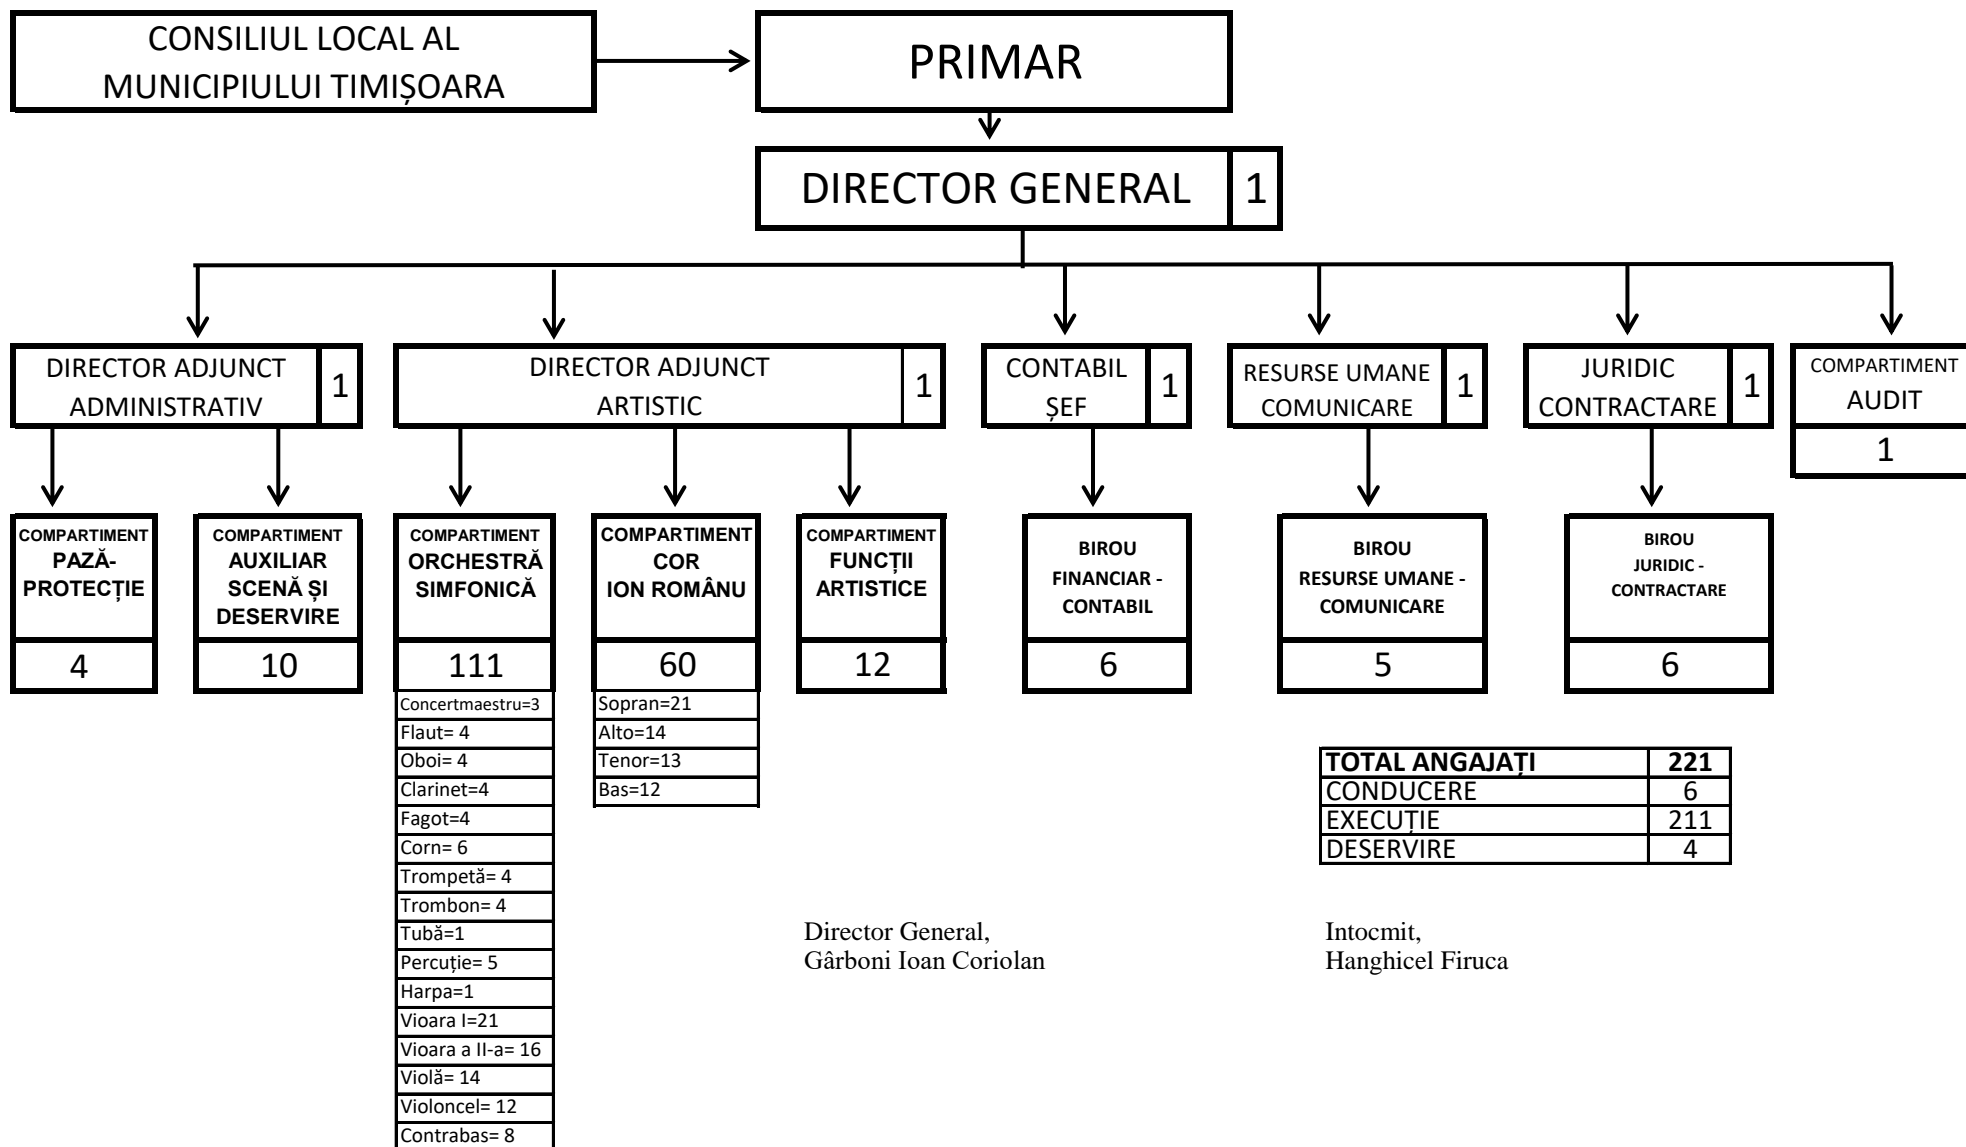 CONSILIUL LOCAL AL
MUNICIPIULUI TIMIȘOARA
PRIMAR
DIRECTOR GENERAL 1
DIRECTOR ADJUNCT
ADMINISTRATIV
1
DIRECTOR ADJUNCT
ARTISTIC
1
CONTABIL
ȘEF
1
RESURSE UMANE
COMUNICARE
1
JURIDIC
CONTRACTARE
1
COMPARTIMENT
AUDIT
1
COMPARTIMENT
PAZĂ-
PROTECȚIE
4
COMPARTIMENT
AUXILIAR
SCENĂ ȘI
DESERVIRE
10
COMPARTIMENT
ORCHESTRĂ
SIMFONICĂ
111
Concertmaestru=3
Flaut= 4
Oboi= 4
Clarinet=4
Fagot=4
Corn= 6
Trompetă= 4
Trombon= 4
Tubă=1
Percuție= 5
Harpa=1
Vioara I=21
Vioara a II-a= 16
Violă= 14
Violoncel= 12
Contrabas= 8
COMPARTIMENT
COR
ION ROMÂNU
60
Sopran=21
Alto=14
Tenor=13
Bas=12
COMPARTIMENT
FUNCȚII
ARTISTICE
12
BIROU
FINANCIAR -
CONTABIL
6
BIROU
RESURSE UMANE -
COMUNICARE
5
BIROU
JURIDIC -
CONTRACTARE
6
TOTAL ANGAJAȚI 221
CONDUCERE 6
EXECUȚIE 211
DESERVIRE 4
Director General,
Gârboni Ioan Coriolan
Intocmit,
Hanghicel Firuca